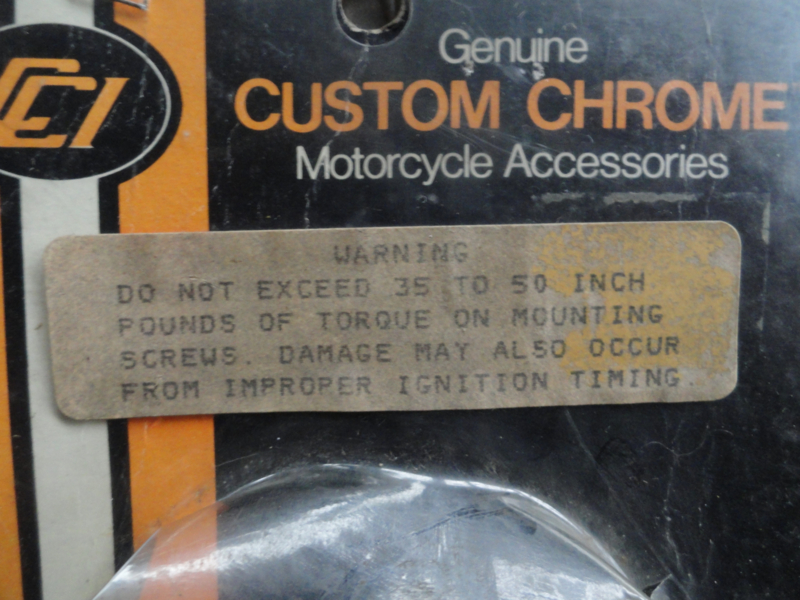 CCI
Genuine
CUSTOM CHROME
Motorcycle Accessories
WARNING
DO NOT EXCEED 35 TO 50 INCH
POUNDS OF TORQUE ON MOUNTING
SCREWS. DAMAGE MAY ALSO OCCUR
FROM IMPROPER IGNITION TIMING.